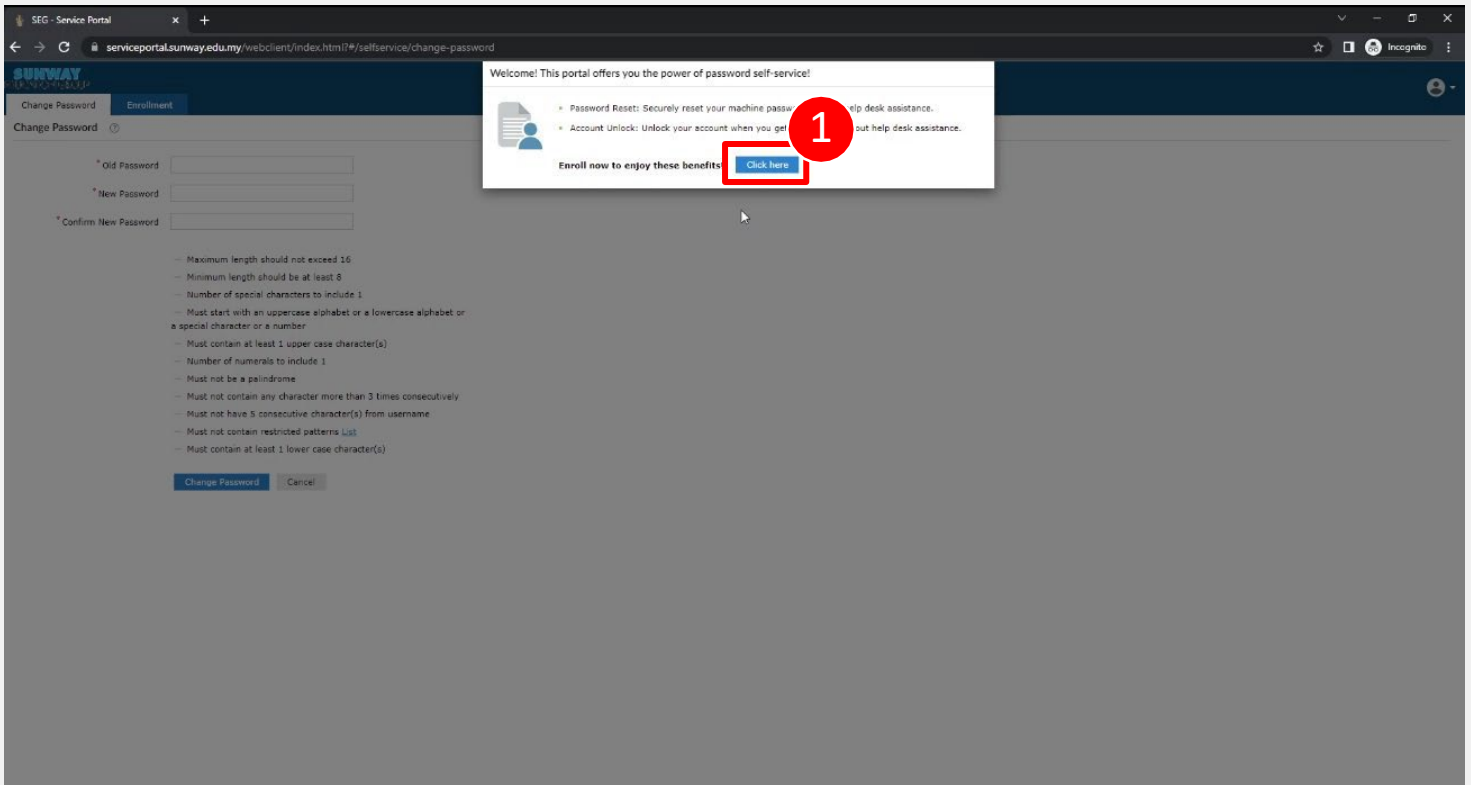 SEG - Service Portal
serviceportal.sunway.edu.my/webclient/index.html?#/selfservice/change-password
Incognito
SUNWAY
Change Password
Enrollment
Change Password
Welcome! This portal offers you the power of password self-service!
Password Reset: Securely reset your machine elp desk assistance.
Account Unlock: Unlock your account when you out help desk assistance.
1
Enroll now to enjoy these benefits!
Click here
* Old Password
* New Password
* Confirm New Password
Maximum length should not exceed 16
Minimum length should be at least 8
Number of special characters to include 1
Must start with an uppercase alphabet or a lowercase alphabet or
a special character or a number
Must contain at least 1 upper case character(s)
Number of numerals to include 1
Must not be a palindrome
Must not contain any character more than 3 times consecutively
Must not have 5 consecutive character(s) from username
Must not contain restricted patterns List
Must contain at least 1 lower case character(s)
Change Password
Cancel